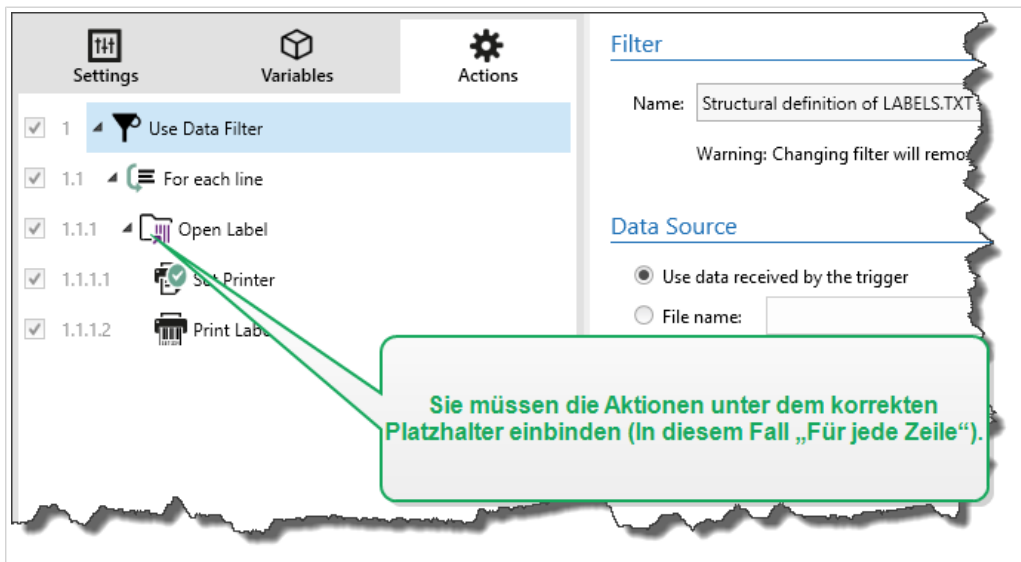 Settings
Variables
Actions
1 Use Data Filter
1.1 For each line
1.1.1 Open Label
1.1.1.1 Set Printer
1.1.1.2 Print
Filter
Name: Structural definition of LABELS.TXT
Warning: Changing filter will
Data Source
Use data received by the trigger
File name:
Sie müssen die Aktionen unter dem korrekten
Platzhalter einbinden (In diesem Fall „Für jede Zeile“).